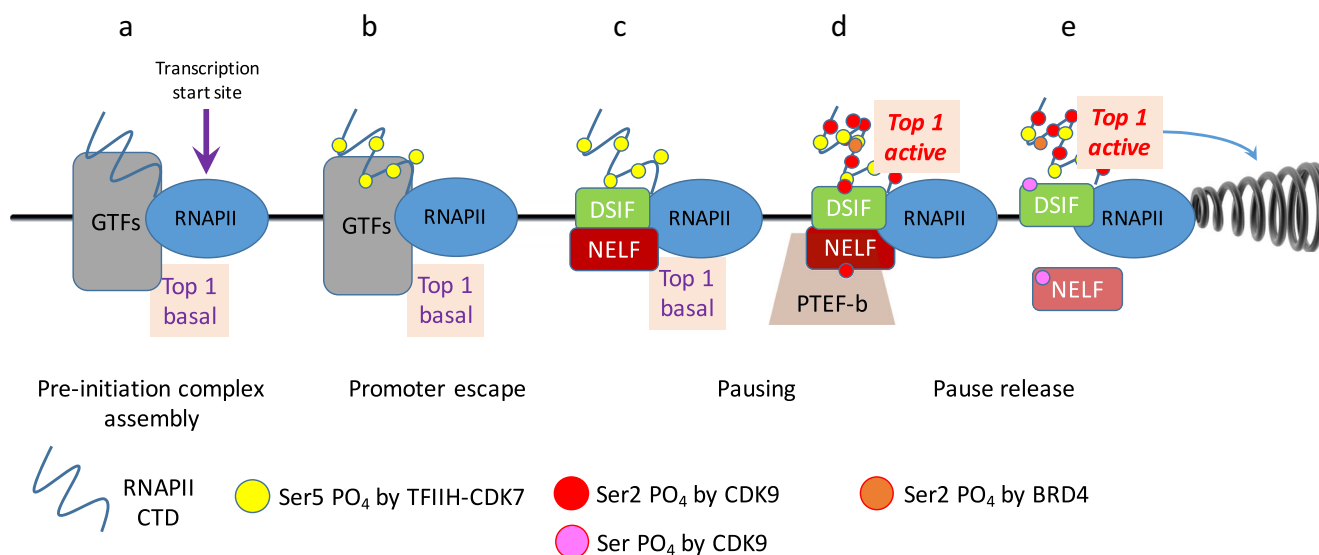 a
b
c
d
e
Transcription
start site
GTFs
RNAPII
Top 1
basal
GTFs
RNAPII
Top 1
basal
DSIF
NELF
RNAPII
Top 1
basal
Top 1
active
DSIF
NELF
RNAPII
PTEF-b
Top 1
active
DSIF
RNAPII
NELF
Pre-initiation complex
assembly
Promoter escape
Pausing
Pause release
RNAPII
CTD
Ser5 PO₄ by TFIIH-CDK7
Ser2 PO₄ by CDK9
Ser2 PO₄ by BRD4
Ser PO₄ by CDK9